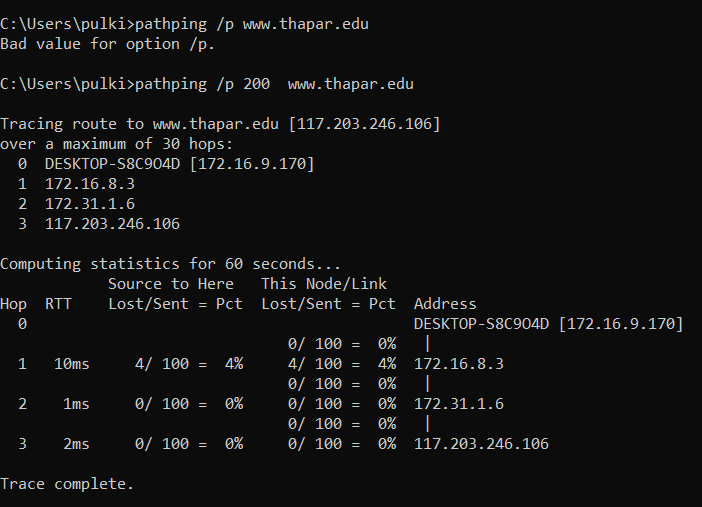 C:\Users\pulki>pathping /p www.thapar.edu
Bad value for option /p.
C:\Users\pulki>pathping /p 200  www.thapar.edu
Tracing route to www.thapar.edu [117.203.246.106]
over a maximum of 30 hops:
  0  DESKTOP-S8C9O4D [172.16.9.170]
  1  172.16.8.3
  2  172.31.1.6
  3  117.203.246.106
Computing statistics for 60 seconds...
            Source to Here   This Node/Link
Hop  RTT    Lost/Sent = Pct  Lost/Sent = Pct  Address
  0                                           DESKTOP-S8C9O4D [172.16.9.170]
                                0/ 100 =  0%   |
  1   10ms     4/ 100 =  4%     4/ 100 =  4%  172.16.8.3
                                0/ 100 =  0%   |
  2    1ms     0/ 100 =  0%     0/ 100 =  0%  172.31.1.6
                                0/ 100 =  0%   |
  3    2ms     0/ 100 =  0%     0/ 100 =  0%  117.203.246.106
Trace complete.